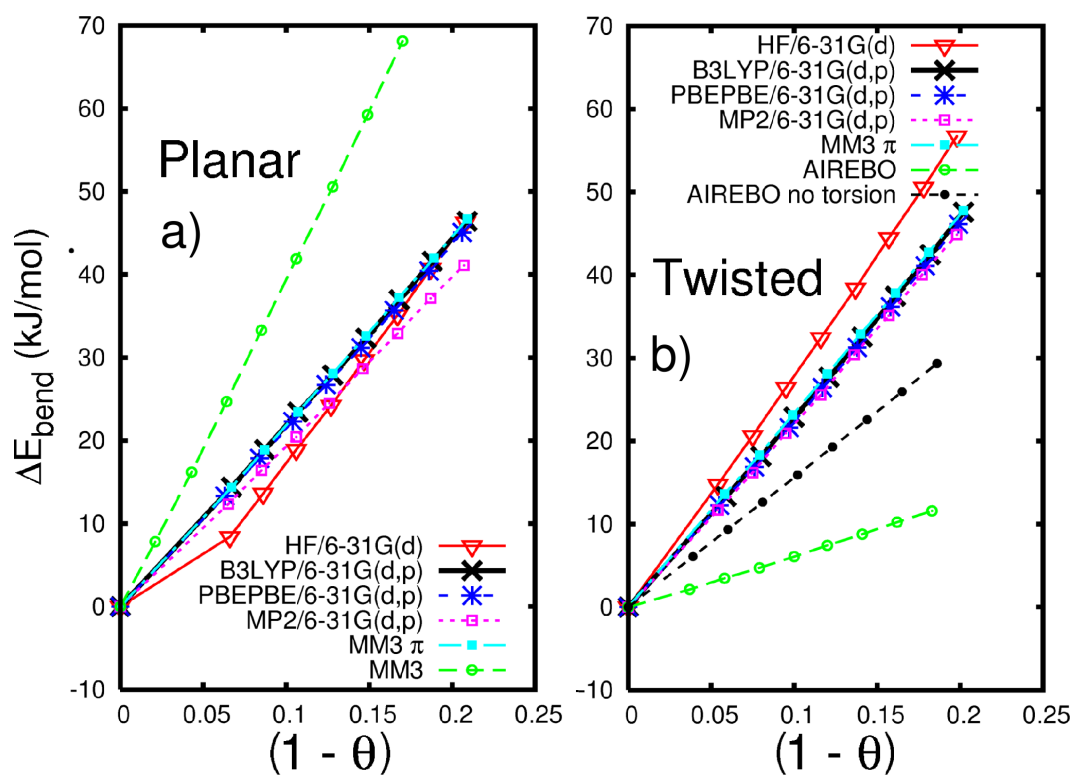 ΔE_bend (kJ/mol)
70
60
50
40
30
20
10
0
-10
Planar
a)
HF/6-31G(d)
B3LYP/6-31G(d,p)
PBEPBE/6-31G(d,p)
MP2/6-31G(d,p)
MM3 π
MM3
0
0.05
0.1
0.15
0.2
0.25
(1 - θ)
70
60
50
40
30
20
10
0
-10
HF/6-31G(d)
B3LYP/6-31G(d,p)
PBEPBE/6-31G(d,p)
MP2/6-31G(d,p)
MM3 π
AIREBO
AIREBO no torsion
Twisted
b)
0
0.05
0.1
0.15
0.2
0.25
(1 - θ)